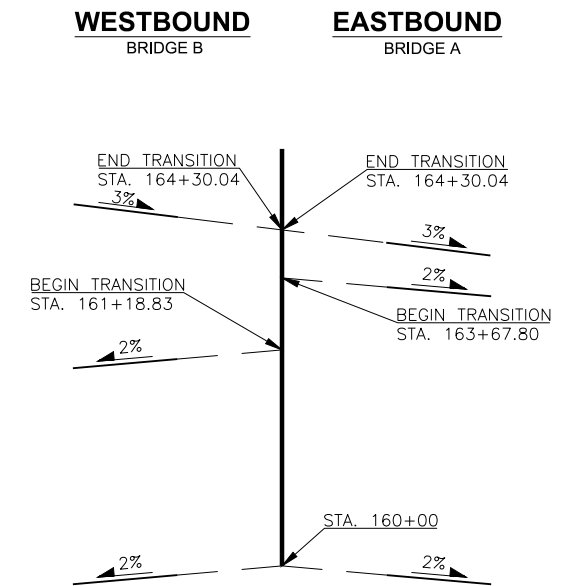 WESTBOUND
BRIDGE B
EASTBOUND
BRIDGE A
END TRANSITION
STA. 164+30.04
END TRANSITION
STA. 164+30.04
3%
3%
2%
BEGIN TRANSITION
STA. 161+18.83
BEGIN TRANSITION
STA. 163+67.80
2%
STA. 160+00
2%
2%